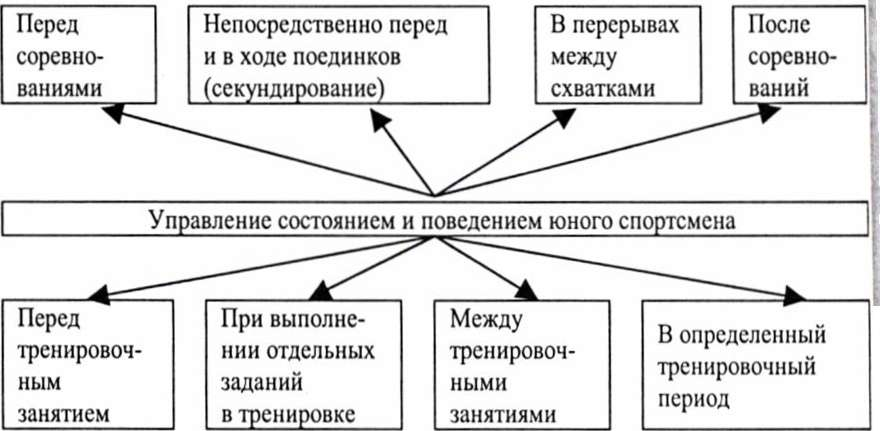 Перед
соревно-
ваниями
Непосредственно перед
и в ходе поединков
(секундирование)
В перерывах
между
схватками
После
соревно-
ваний
Управление состоянием и поведением юного спортсмена
Перед
тренировоч-
ным
занятием
При выполне-
нии отдельных
заданий
в тренировке
Между
тренировоч-
ными
занятиями
В определенный
тренировочный
период